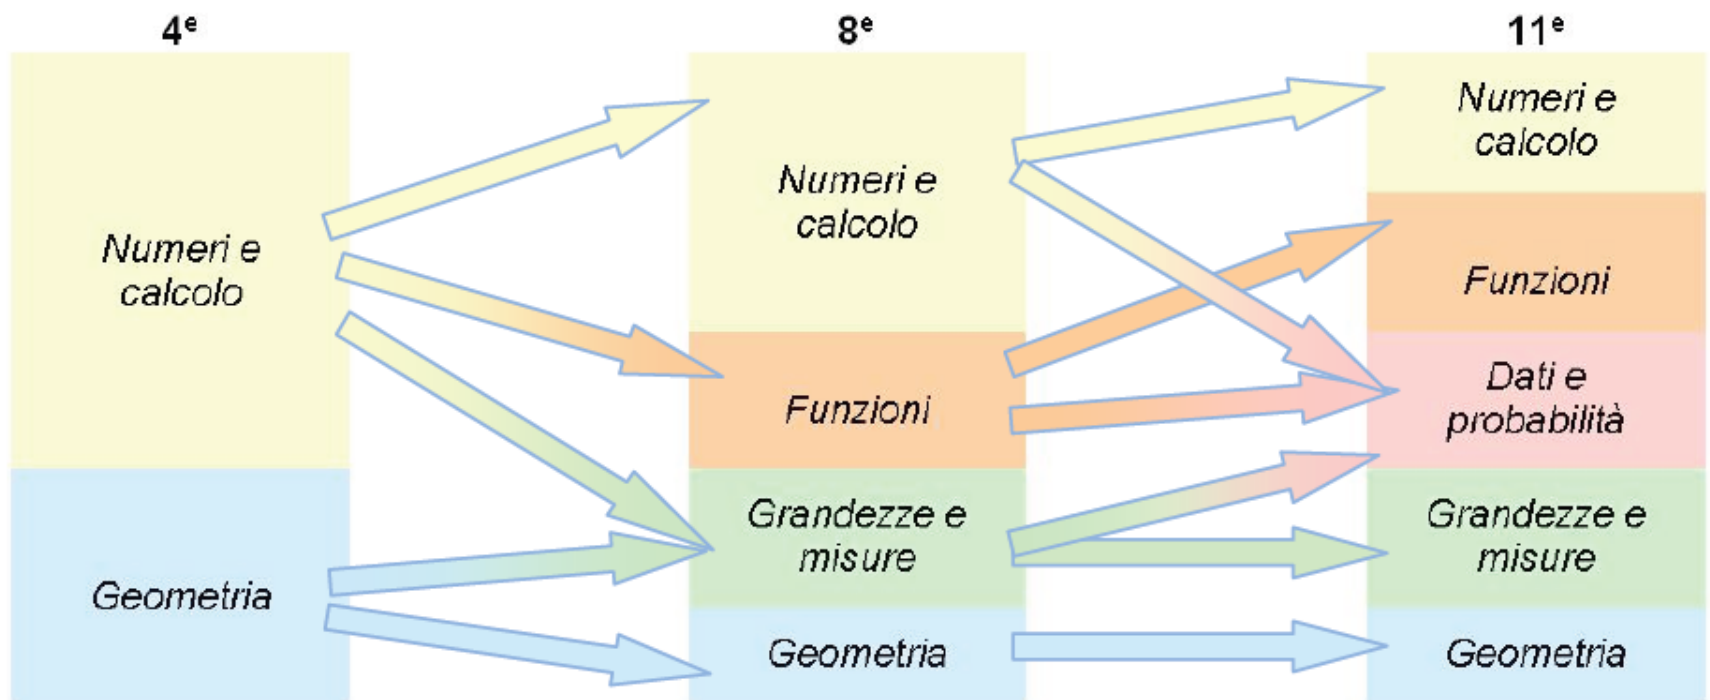 4ᵉ
8ᵉ
11ᵉ
Numeri e
calcolo
Geometria
Numeri e
calcolo
Funzioni
Grandezze e
misure
Geometria
Numeri e
calcolo
Funzioni
Dati e
probabilità
Grandezze e
misure
Geometria